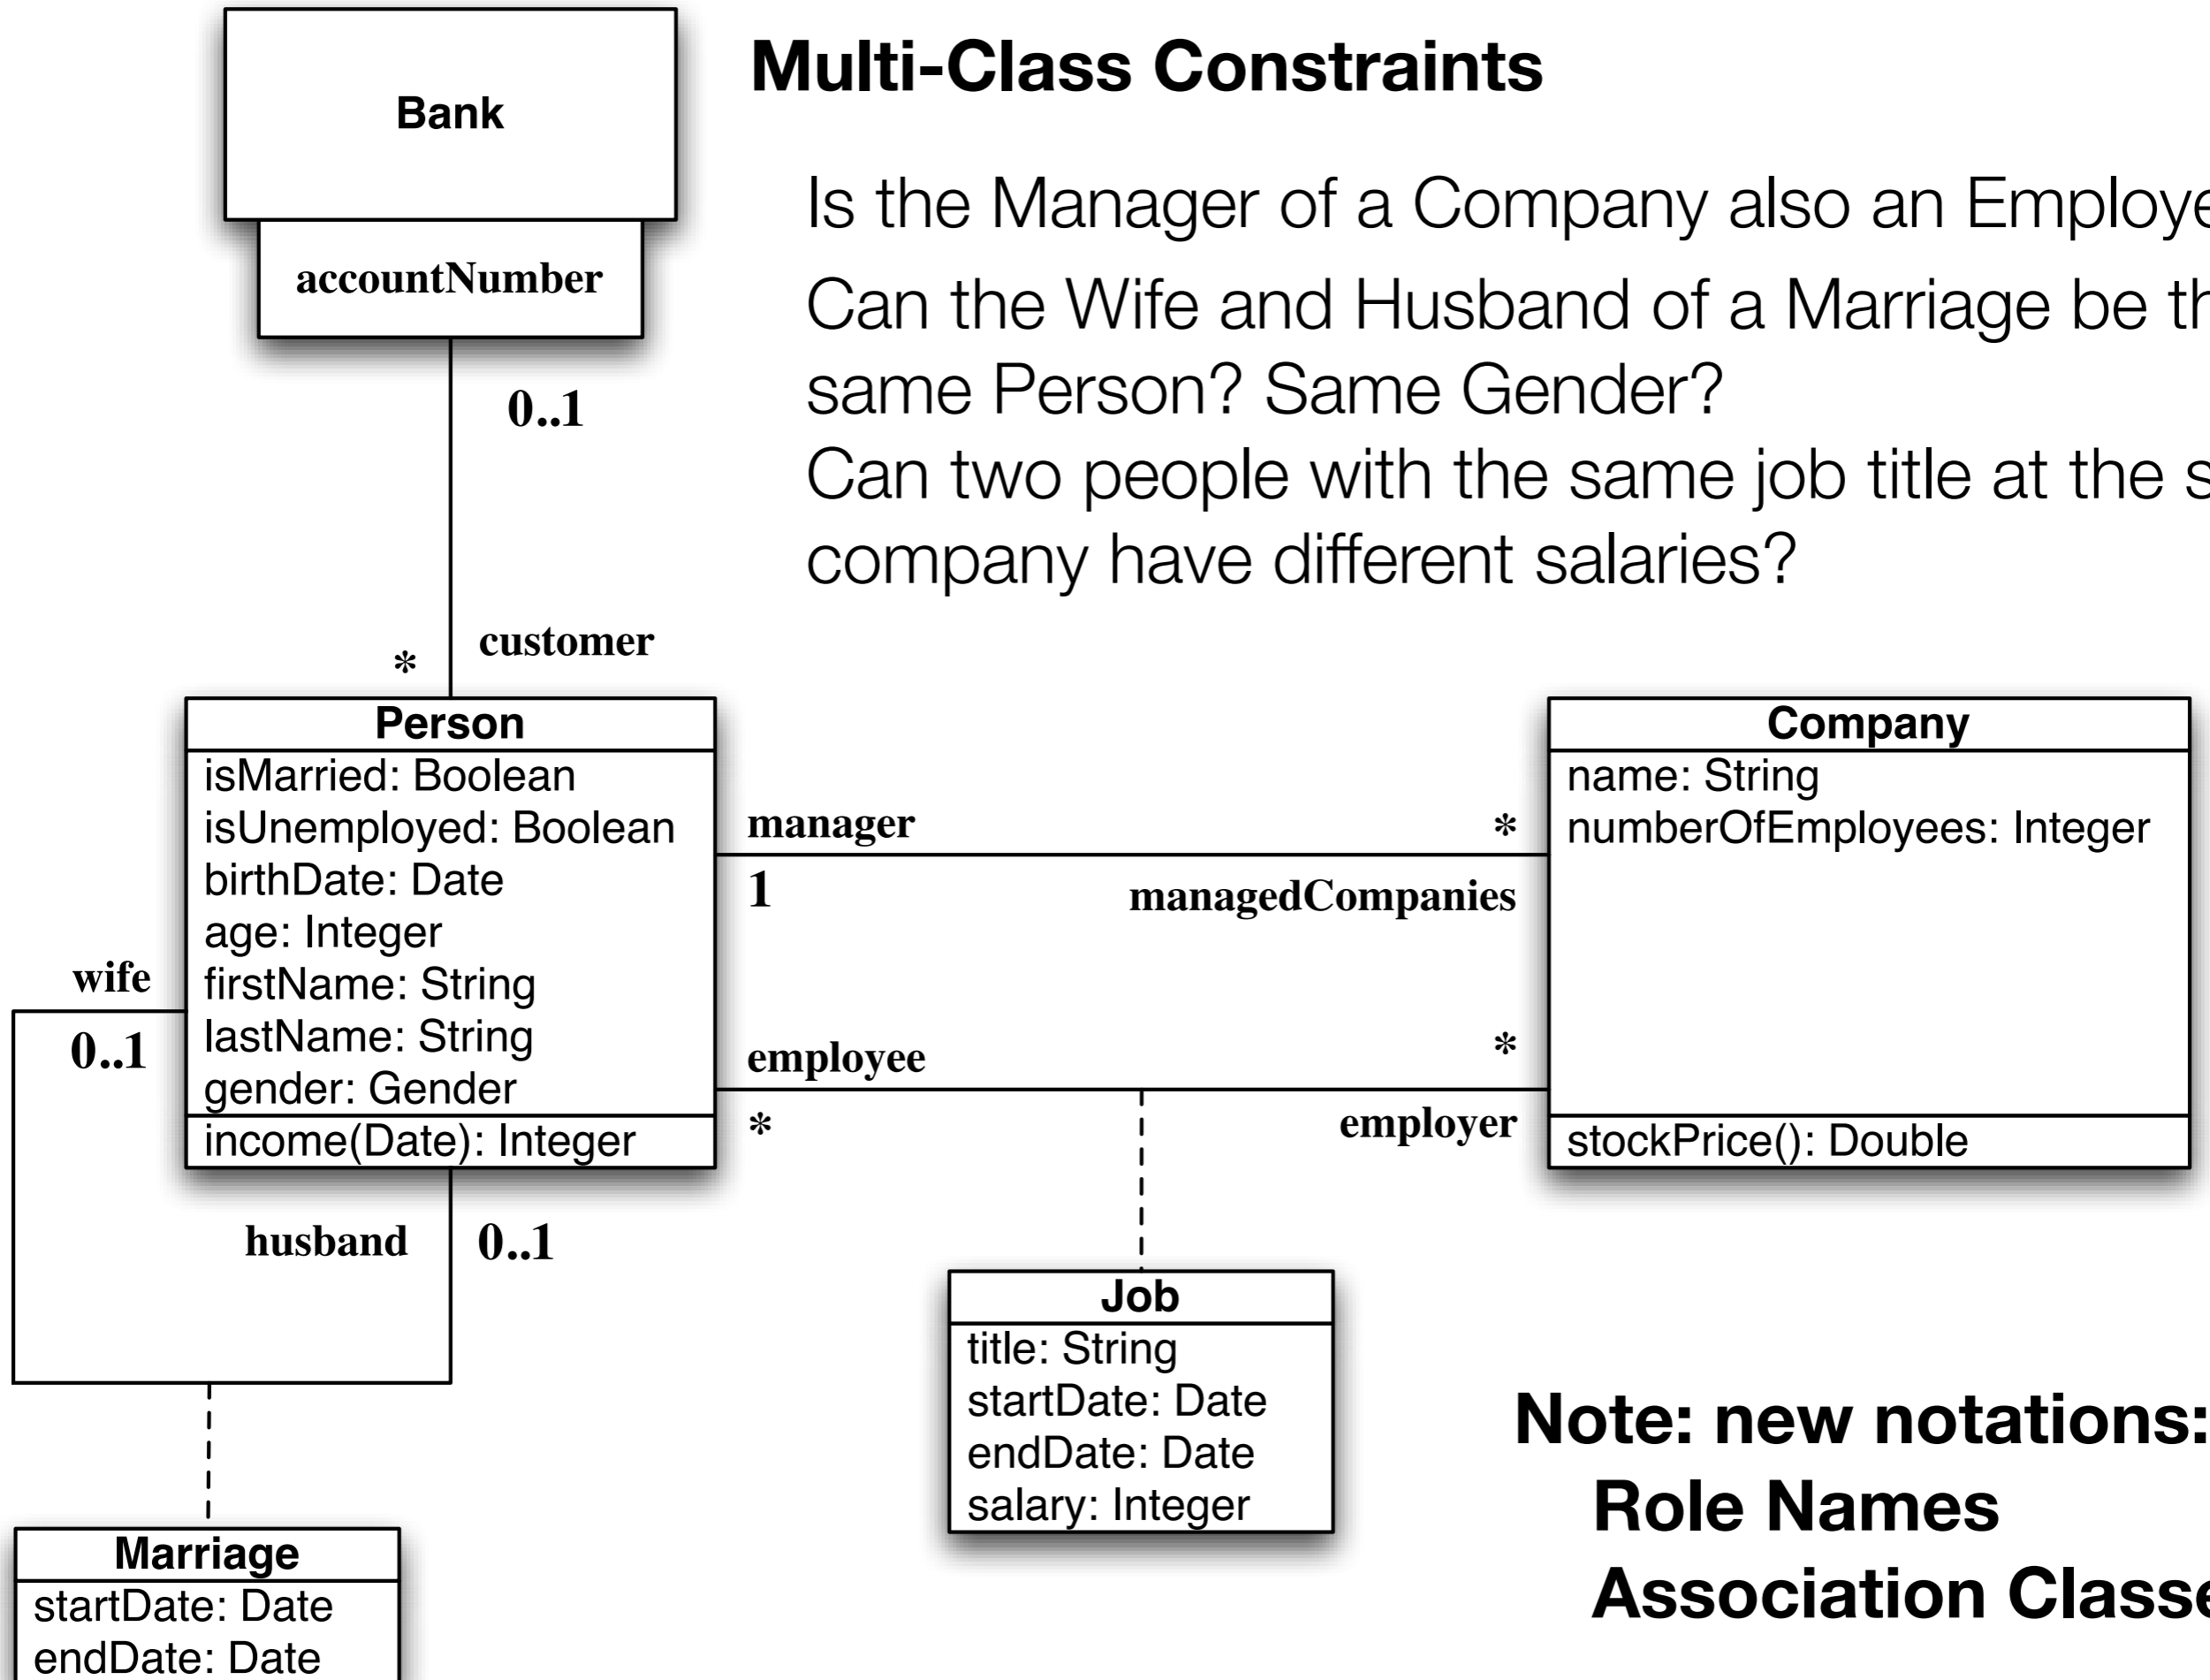 Multi-Class Constraints
Is the Manager of a Company also an Employe
Can the Wife and Husband of a Marriage be th
same Person? Same Gender?
Can two people with the same job title at the s
company have different salaries?
Bank
accountNumber
0..1
* customer
Person
isMarried: Boolean
isUnemployed: Boolean
birthDate: Date
age: Integer
firstName: String
lastName: String
gender: Gender
income(Date): Integer
manager
1
*
managedCompanies
employee
*
*
employer
Company
name: String
numberOfEmployees: Integer
stockPrice(): Double
wife
0..1
husband 0..1
Job
title: String
startDate: Date
endDate: Date
salary: Integer
Marriage
startDate: Date
endDate: Date
Note: new notations:
Role Names
Association Classe